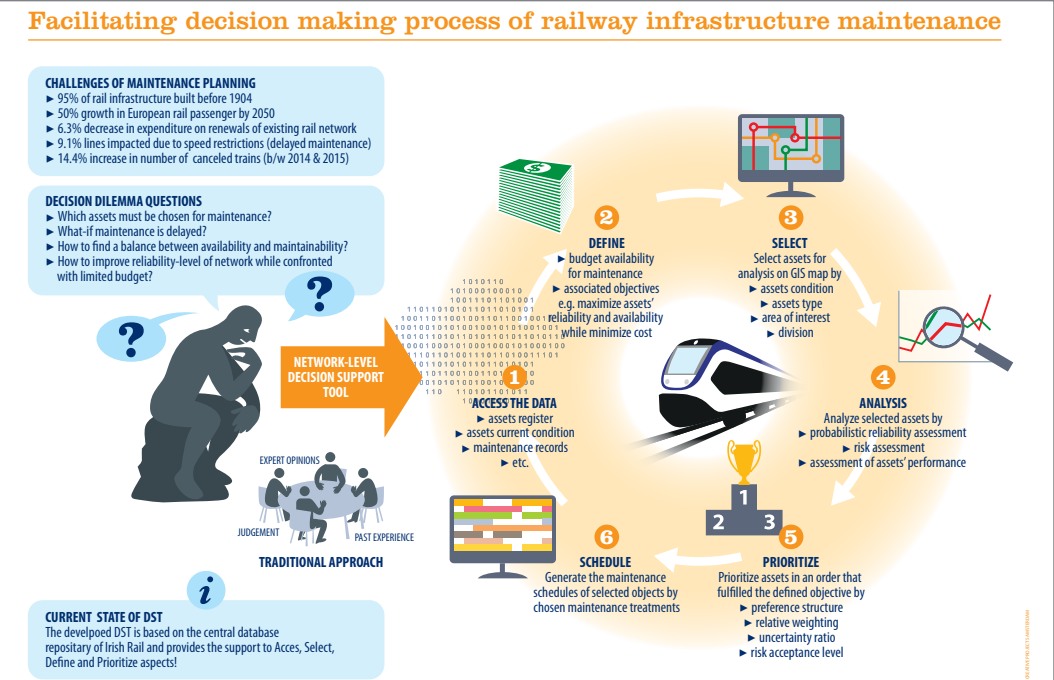 Facilitating decision making process of railway infrastructure maintenance
CHALLENGES OF MAINTENANCE PLANNING
► 95% of rail infrastructure built before 1904
► 50% growth in European rail passenger by 2050
► 6.3% decrease in expenditure on renewals of existing rail network
► 9.1% lines impacted due to speed restrictions (delayed maintenance)
► 14.4% increase in number of canceled trains (b/w 2014 & 2015)
DECISION DILEMMA QUESTIONS
► Which assets must be chosen for maintenance?
► What-if maintenance is delayed?
► How to find a balance between availability and maintainability?
► How to improve reliability-level of network while confronted
with limited budget?
?
?
NETWORK-LEVEL
DECISION SUPPORT
TOOL
EXPERT OPINIONS
JUDGEMENT
PAST EXPERIENCE
TRADITIONAL APPROACH
i
CURRENT STATE OF DST
The develpoed DST is based on the central database
repositary of Irish Rail and provides the support to Acces, Select,
Define and Prioritize aspects!
1
ACCESS THE DATA
► assets register
► assets current condition
► maintenance records
► etc.
$
2
DEFINE
► budget availability
for maintenance
► associated objectives
e.g. maximize assets'
reliability and availability
while minimize cost
3
SELECT
Select assets for
analysis on GIS map by
► assets condition
► assets type
► area of interest
► division
4
ANALYSIS
Analyze selected assets by
► probabilistic reliability assessment
► risk assessment
► assessment of assets' performance
1
2 3
5
PRIORITIZE
Prioritize assets in an order that
fulfilled the defined objective by
► preference structure
► relative weighting
► uncertainty ratio
► risk acceptance level
6
SCHEDULE
Generate the maintenance
schedules of selected objects by
chosen maintenance treatments